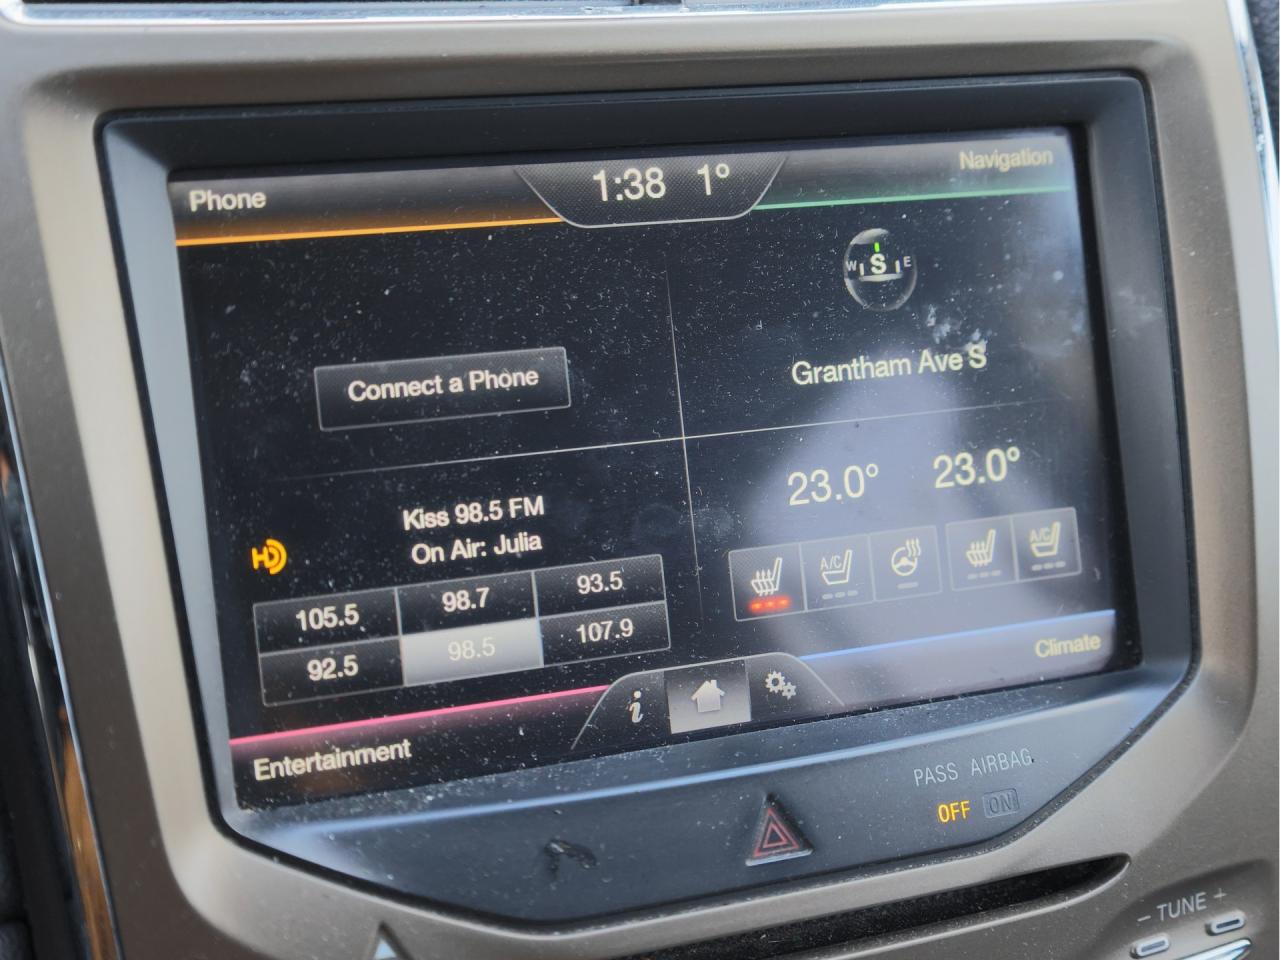 Phone
1:38 1°
Navigation
W S E
Connect a Phone
Grantham Ave S
HD
Kiss 98.5 FM
On Air: Julia
105.5 98.7 93.5
92.5 98.5 107.9
23.0° 23.0°
A/C A/C
Entertainment
i
Climate
PASS AIRBAG
OFF ON
- TUNE +